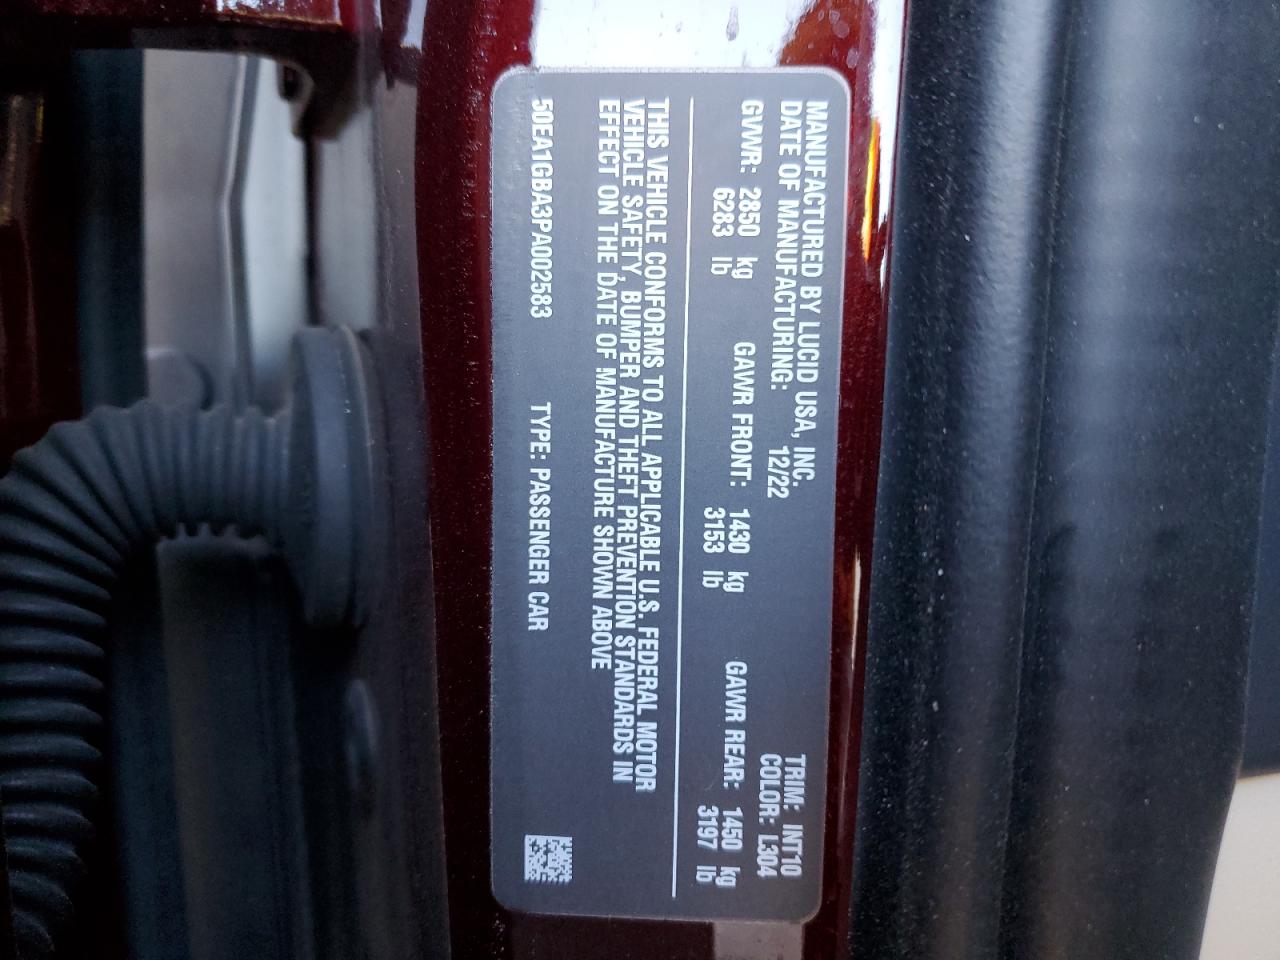 MANUFACTURED BY LUCID USA, INC.
DATE OF MANUFACTURING: 12/22
TRIM: INT10
COLOR: L304
GVWR: 2850 kg GAWR FRONT: 1430 kg GAWR REAR: 1450 kg
6283 lb 3153 lb 3197 lb
THIS VEHICLE CONFORMS TO ALL APPLICABLE U.S. FEDERAL MOTOR
VEHICLE SAFETY, BUMPER AND THEFT PREVENTION STANDARDS IN
EFFECT ON THE DATE OF MANUFACTURE SHOWN ABOVE
50EA1GBA3PA002583 TYPE: PASSENGER CAR